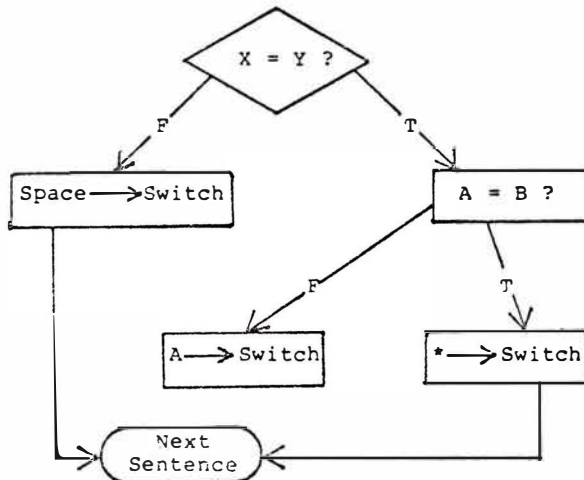 X = Y ?
F
T
Space → Switch
A = B ?
F
T
A → Switch
* → Switch
Next
Sentence